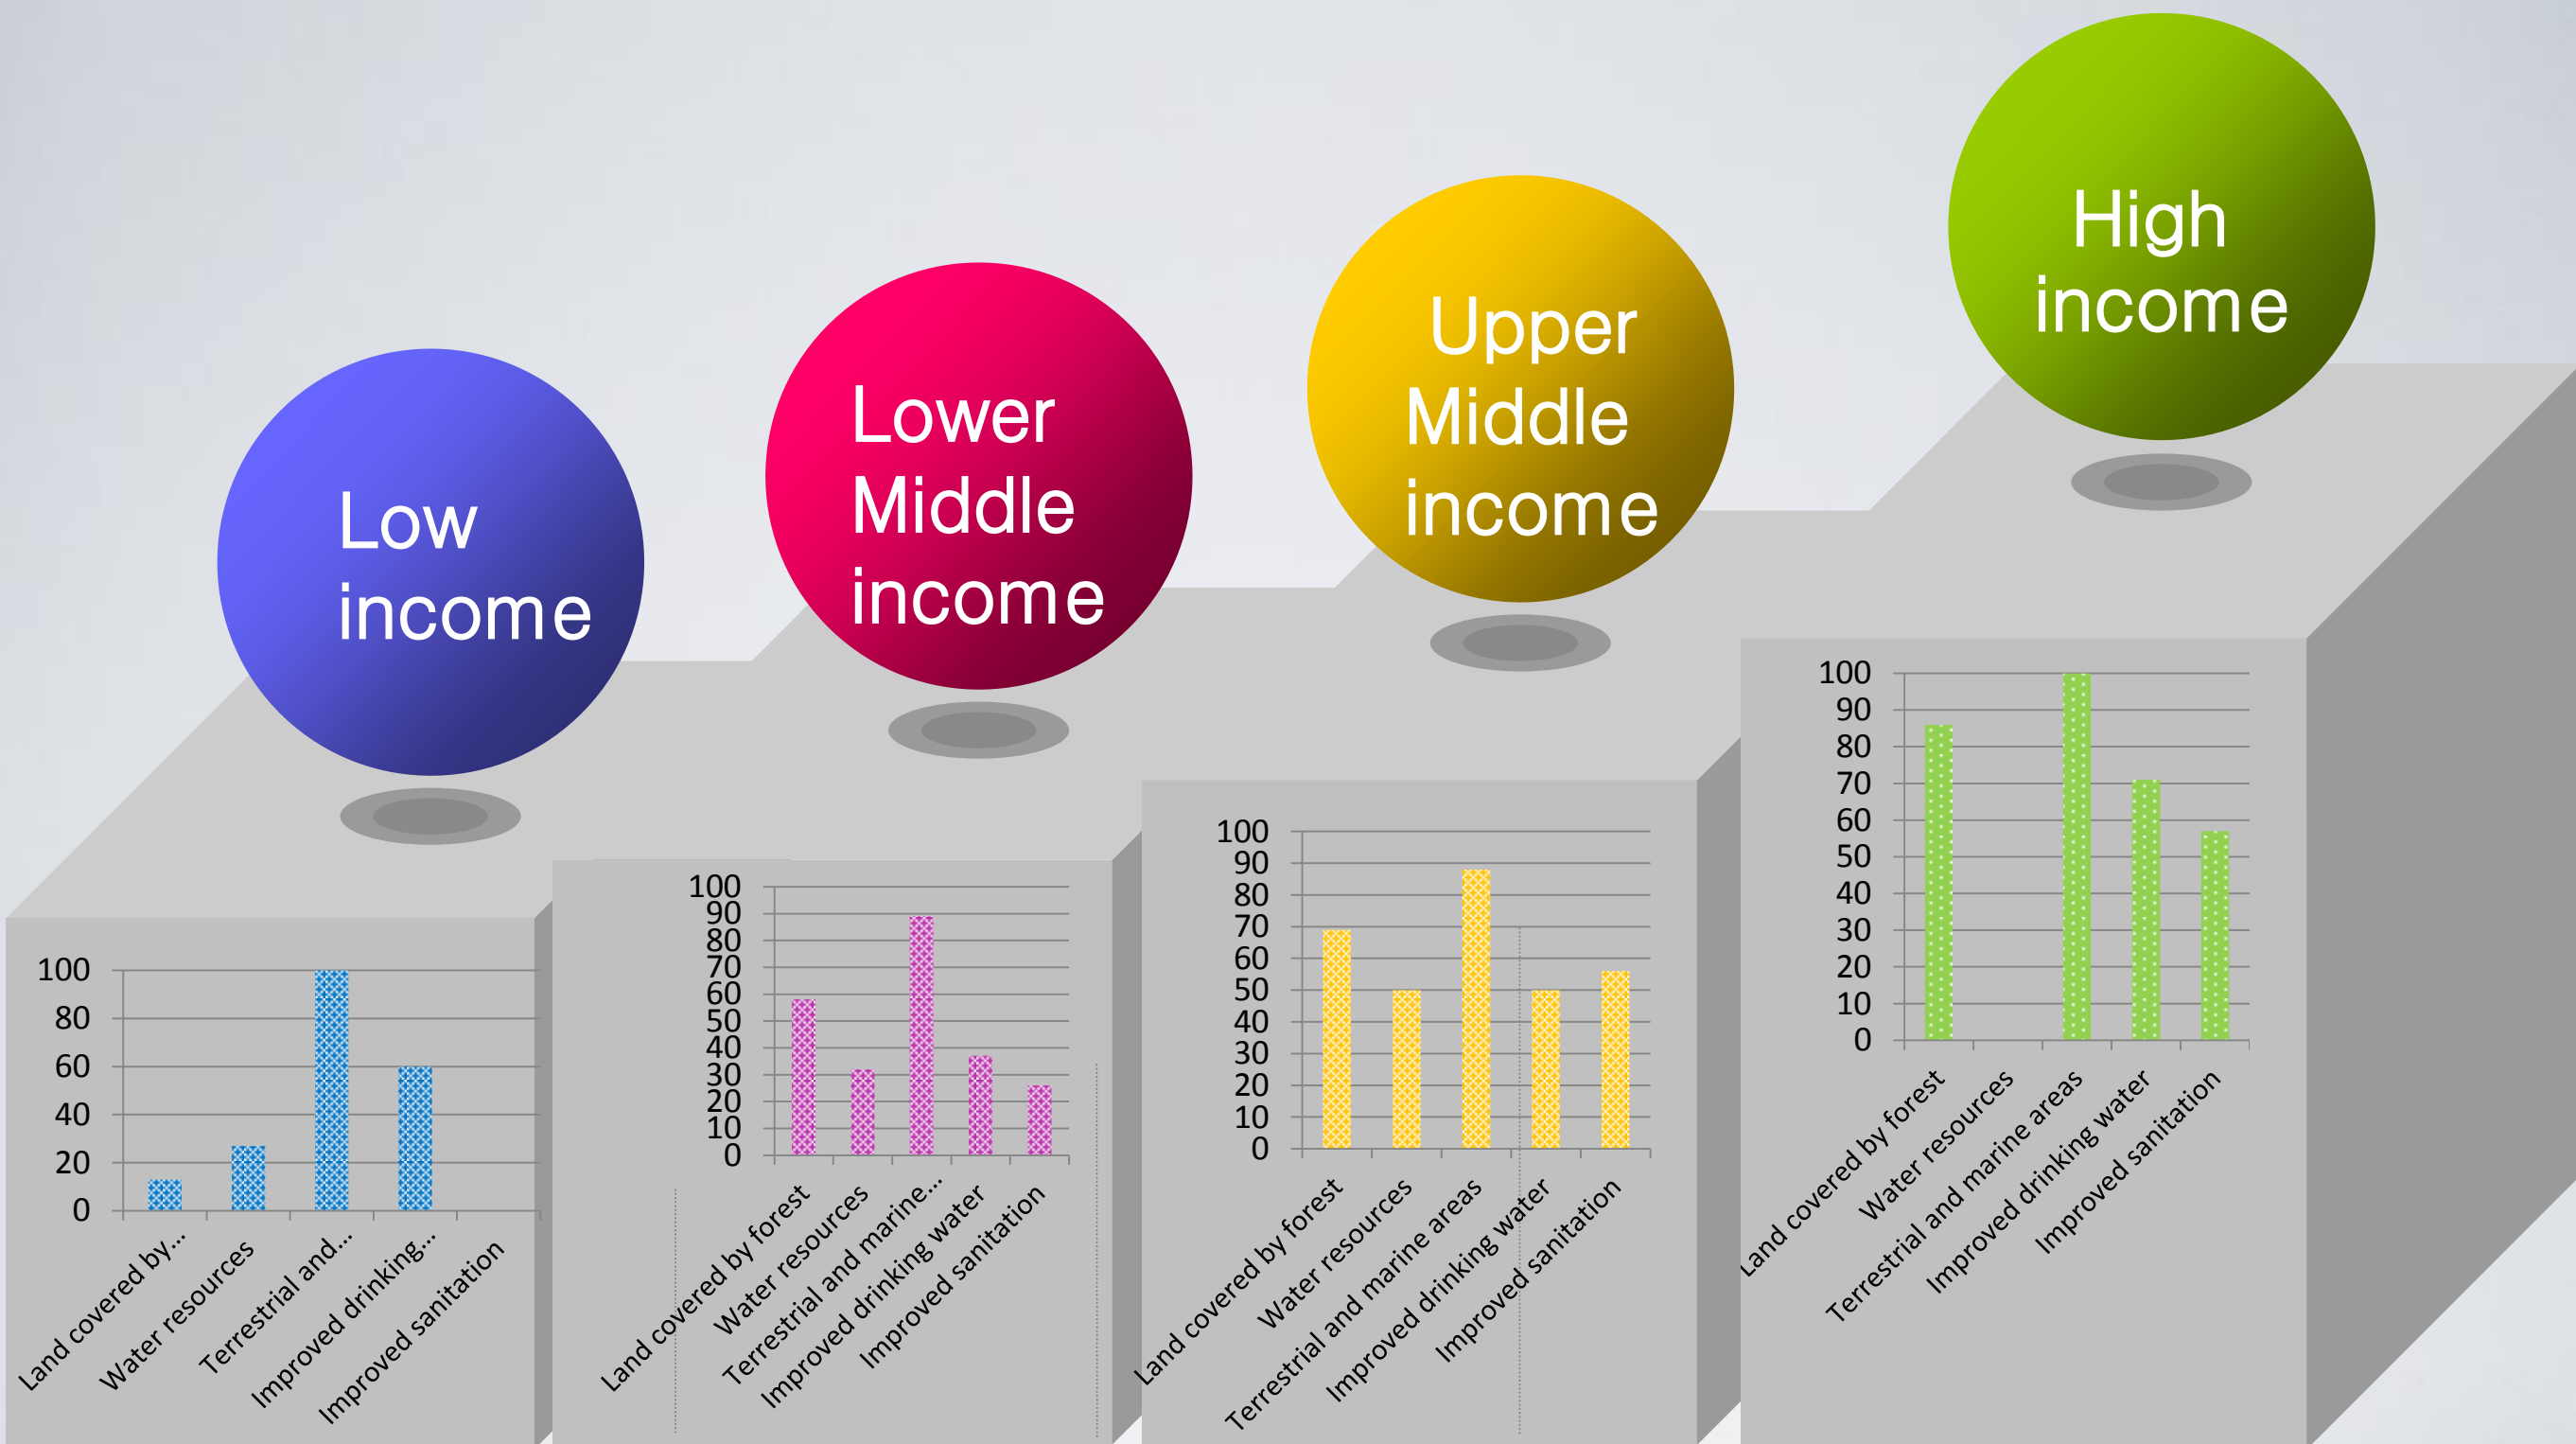 Low
income
Lower
Middle
income
Upper
Middle
income
High
income
100
80
60
40
20
0
Land covered by...
Water resources
Terrestrial and...
Improved drinking...
Improved sanitation
100
90
80
70
60
50
40
30
20
10
0
Land covered by forest
Water resources
Terrestrial and marine...
Improved drinking water
Improved sanitation
100
90
80
70
60
50
40
30
20
10
0
Land covered by forest
Water resources
Terrestrial and marine areas
Improved drinking water
Improved sanitation
100
90
80
70
60
50
40
30
20
10
0
Land covered by forest
Water resources
Terrestrial and marine areas
Improved drinking water
Improved sanitation